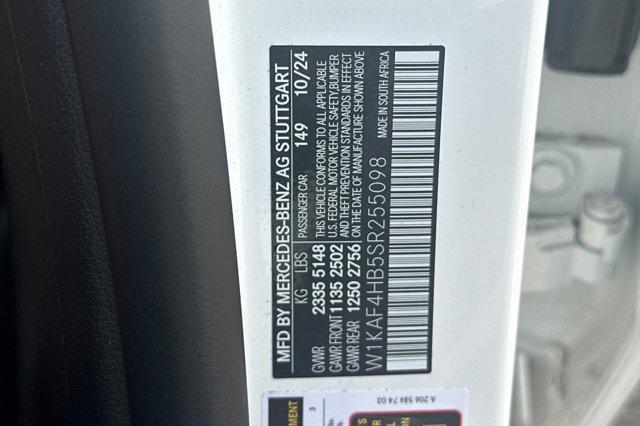 MFD BY MERCEDES-BENZ AG STUTTGART
KG LBS PASSENGER CAR 149 10/24
GVWR 2335 5148 THIS VEHICLE CONFORMS TO ALL APPLICABLE
U.S. FEDERAL MOTOR VEHICLE SAFETY, BUMPER
GAWR FRONT 1135 2502 AND THEFT PREVENTION STANDARDS IN EFFECT
GAWR REAR 1250 2756 ON THE DATE OF MANUFACTURE SHOWN ABOVE
W1KAF4HB5SR255098 MADE IN SOUTH AFRICA
A 206 584 74 03
3